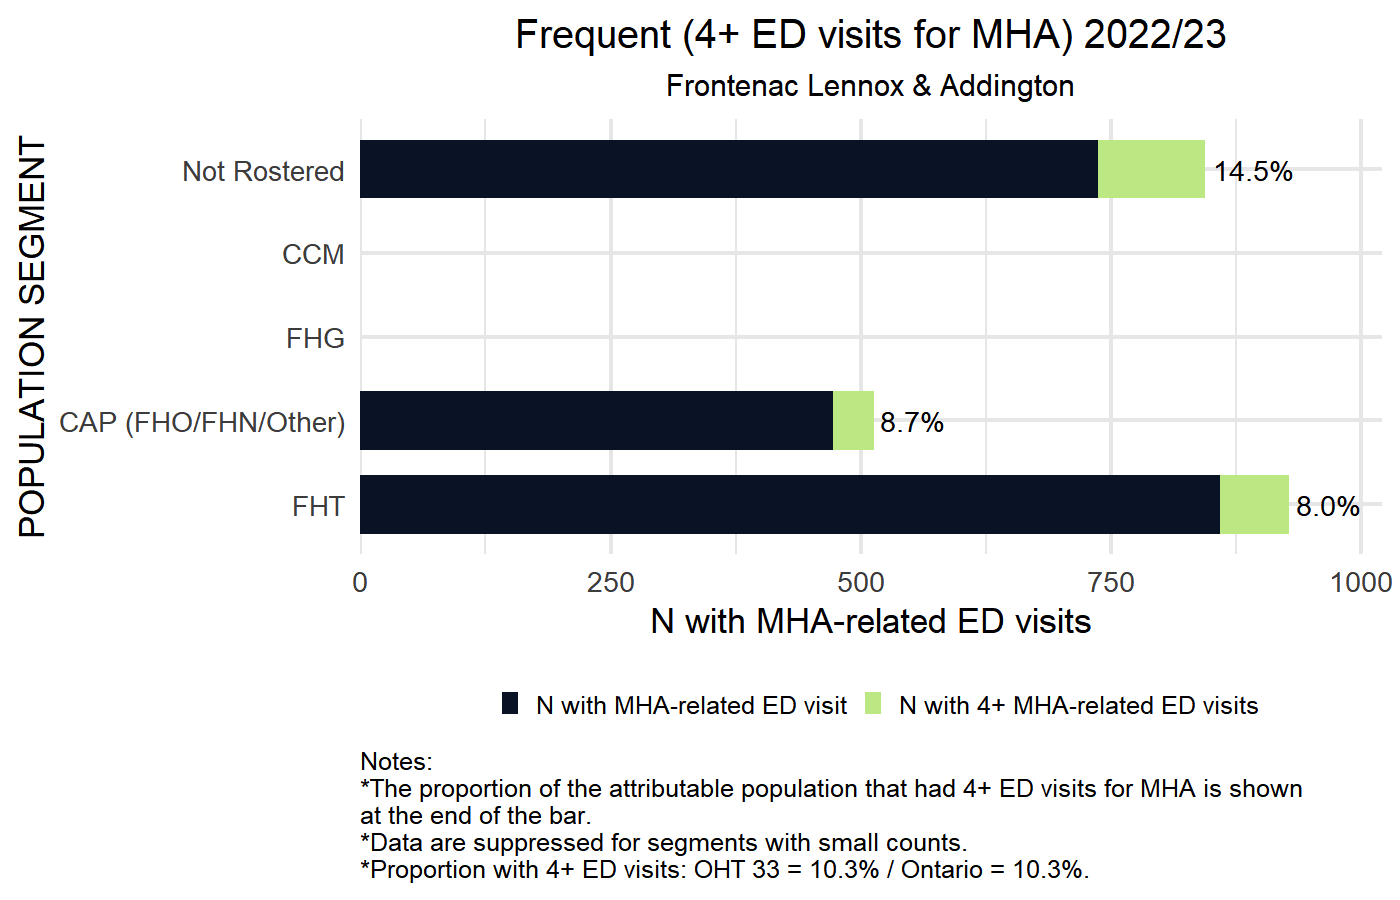 Frequent (4+ ED visits for MHA) 2022/23
Frontenac Lennox & Addington
POPULATION SEGMENT
Not Rostered
14.5%
CCM
FHG
CAP (FHO/FHN/Other)
8.7%
FHT
8.0%
0
250
500
750
1000
N with MHA-related ED visits
N with MHA-related ED visit
N with 4+ MHA-related ED visits
Notes:
*The proportion of the attributable population that had 4+ ED visits for MHA is shown
at the end of the bar.
*Data are suppressed for segments with small counts.
*Proportion with 4+ ED visits: OHT 33 = 10.3% / Ontario = 10.3%.